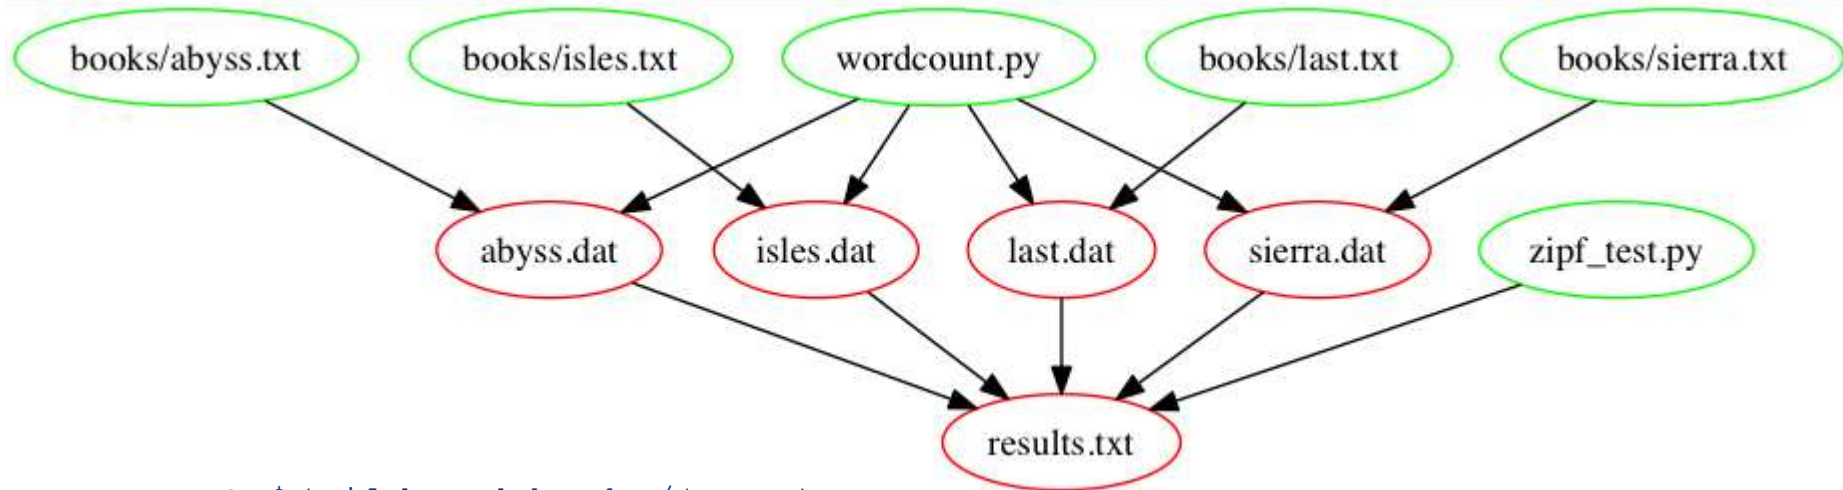 books/abyss.txt
books/isles.txt
wordcount.py
books/last.txt
books/sierra.txt
abyss.dat
isles.dat
last.dat
sierra.dat
zipf_test.py
results.txt